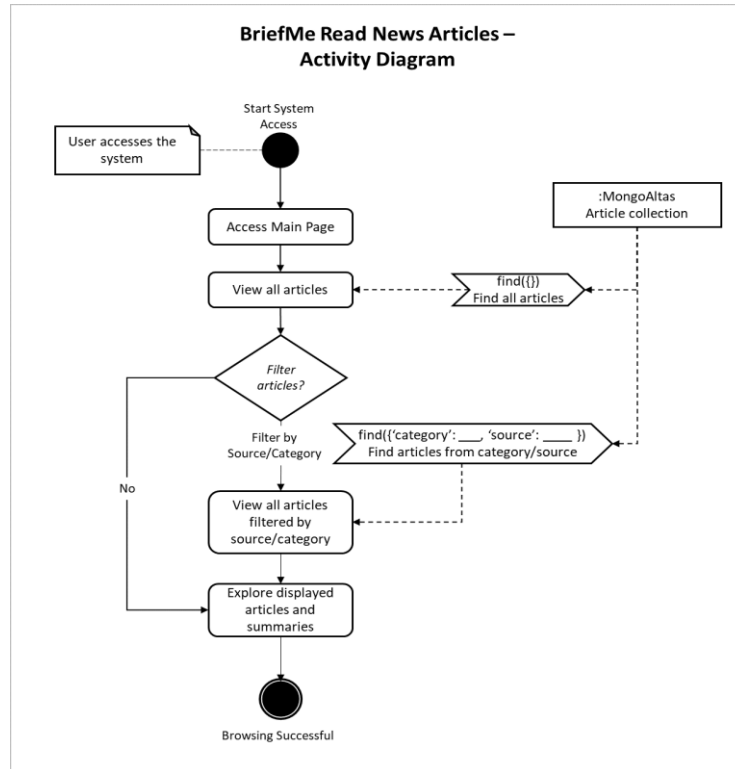 BriefMe Read News Articles –
Activity Diagram
Start System
Access
User accesses the
system
:MongoAltas
Article collection
Access Main Page
find({})
Find all articles
View all articles
Filter
articles?
find({‘category’: ___, ‘source’: ____ })
Find articles from category/source
Filter by
Source/Category
No
View all articles
filtered by
source/category
Explore displayed
articles and
summaries
Browsing Successful